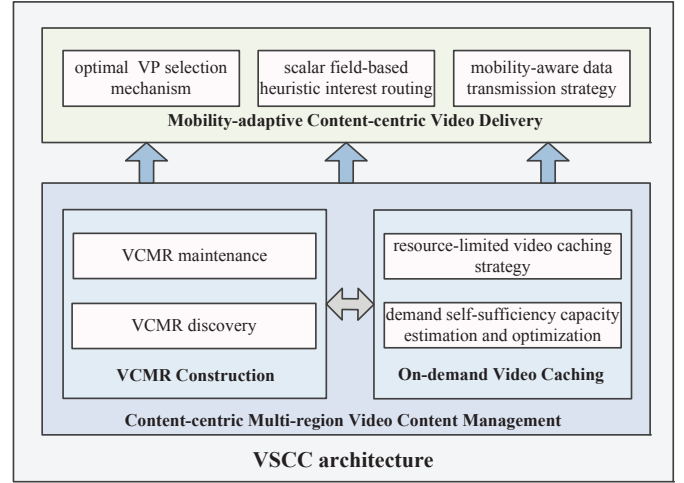 optimal VP selection
mechanism
scalar field-based
heuristic interest routing
mobility-aware data
transmission strategy
Mobility-adaptive Content-centric Video Delivery
VCMR maintenance
VCMR discovery
VCMR Construction
resource-limited video caching
strategy
demand self-sufficiency capacity
estimation and optimization
On-demand Video Caching
Content-centric Multi-region Video Content Management
VSCC architecture